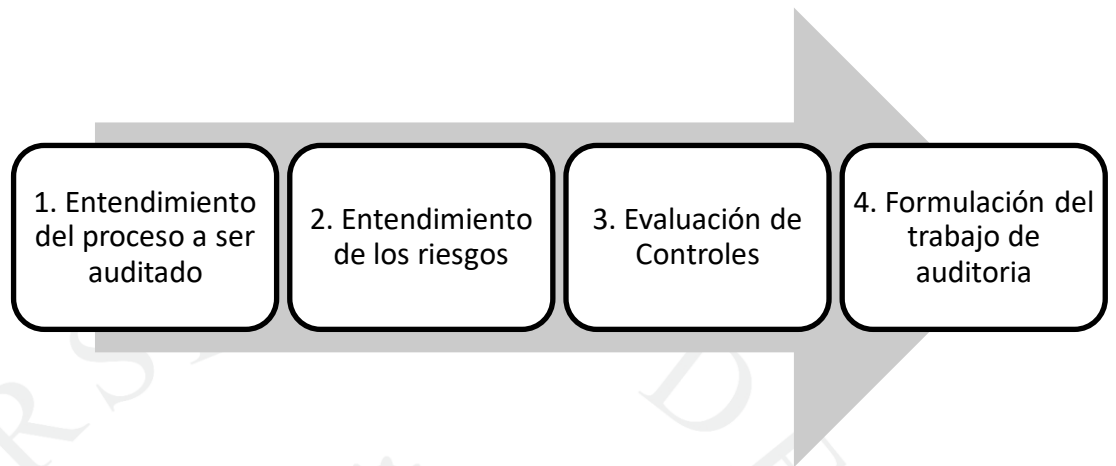 1. Entendimiento
del proceso a ser
auditado
2. Entendimiento
de los riesgos
3. Evaluación de
Controles
4. Formulación del
trabajo de
auditoria